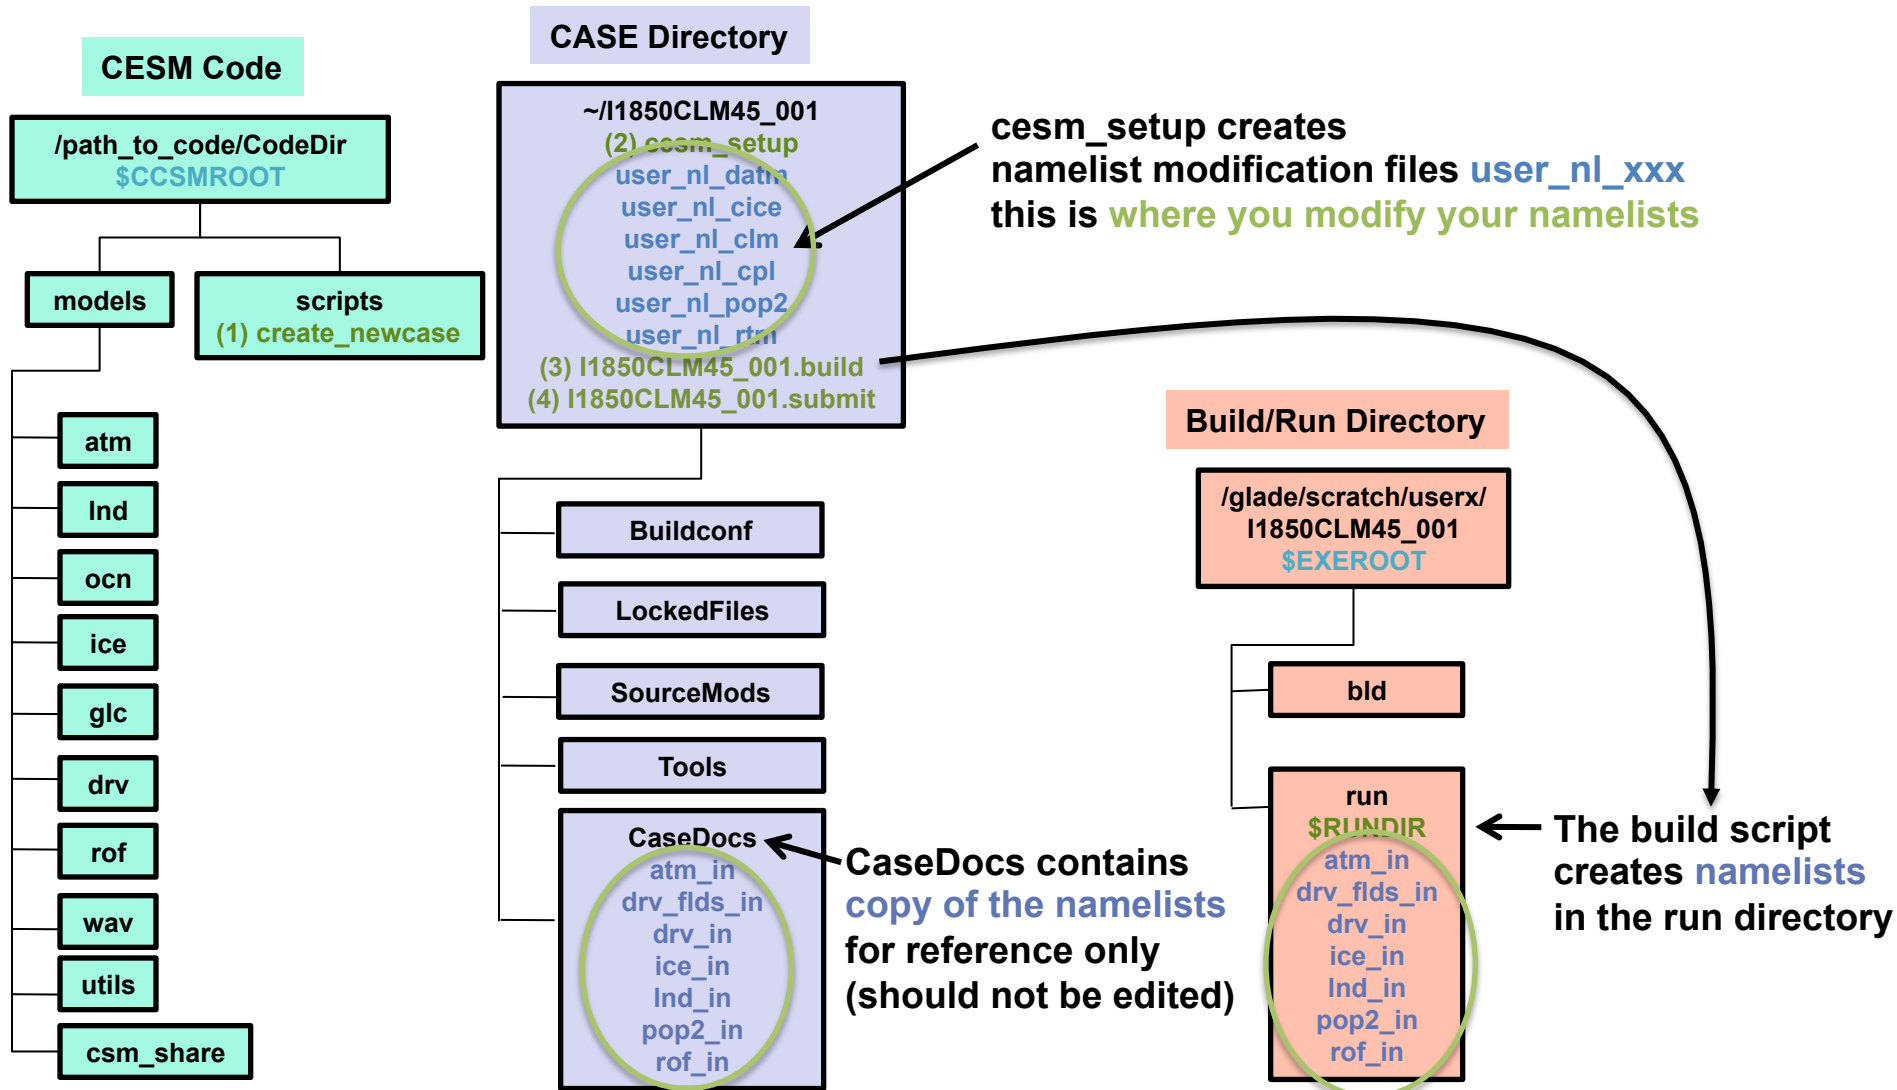 CESM Code
/path_to_code/CodeDir
$CCSMROOT
models
scripts
(1) create_newcase
atm
lnd
ocn
ice
glc
drv
rof
wav
utils
csm_share
CASE Directory
~/I1850CLM45_001
(2) cesm_setup
user_nl_datm
user_nl_cice
user_nl_clm
user_nl_cpl
user_nl_pop2
user_nl_rtm
(3) I1850CLM45_001.build
(4) I1850CLM45_001.submit
Buildconf
LockedFiles
SourceMods
Tools
CaseDocs
atm_in
drv_flds_in
drv_in
ice_in
lnd_in
pop2_in
rof_in
cesm_setup creates
namelist modification files user_nl_xxx
this is where you modify your namelists
CaseDocs contains
copy of the namelists
for reference only
(should not be edited)
Build/Run Directory
/glade/scratch/userx/
I1850CLM45_001
$EXEROOT
bld
run
$RUNDIR
atm_in
drv_flds_in
drv_in
ice_in
lnd_in
pop2_in
rof_in
The build script
creates namelists
in the run directory